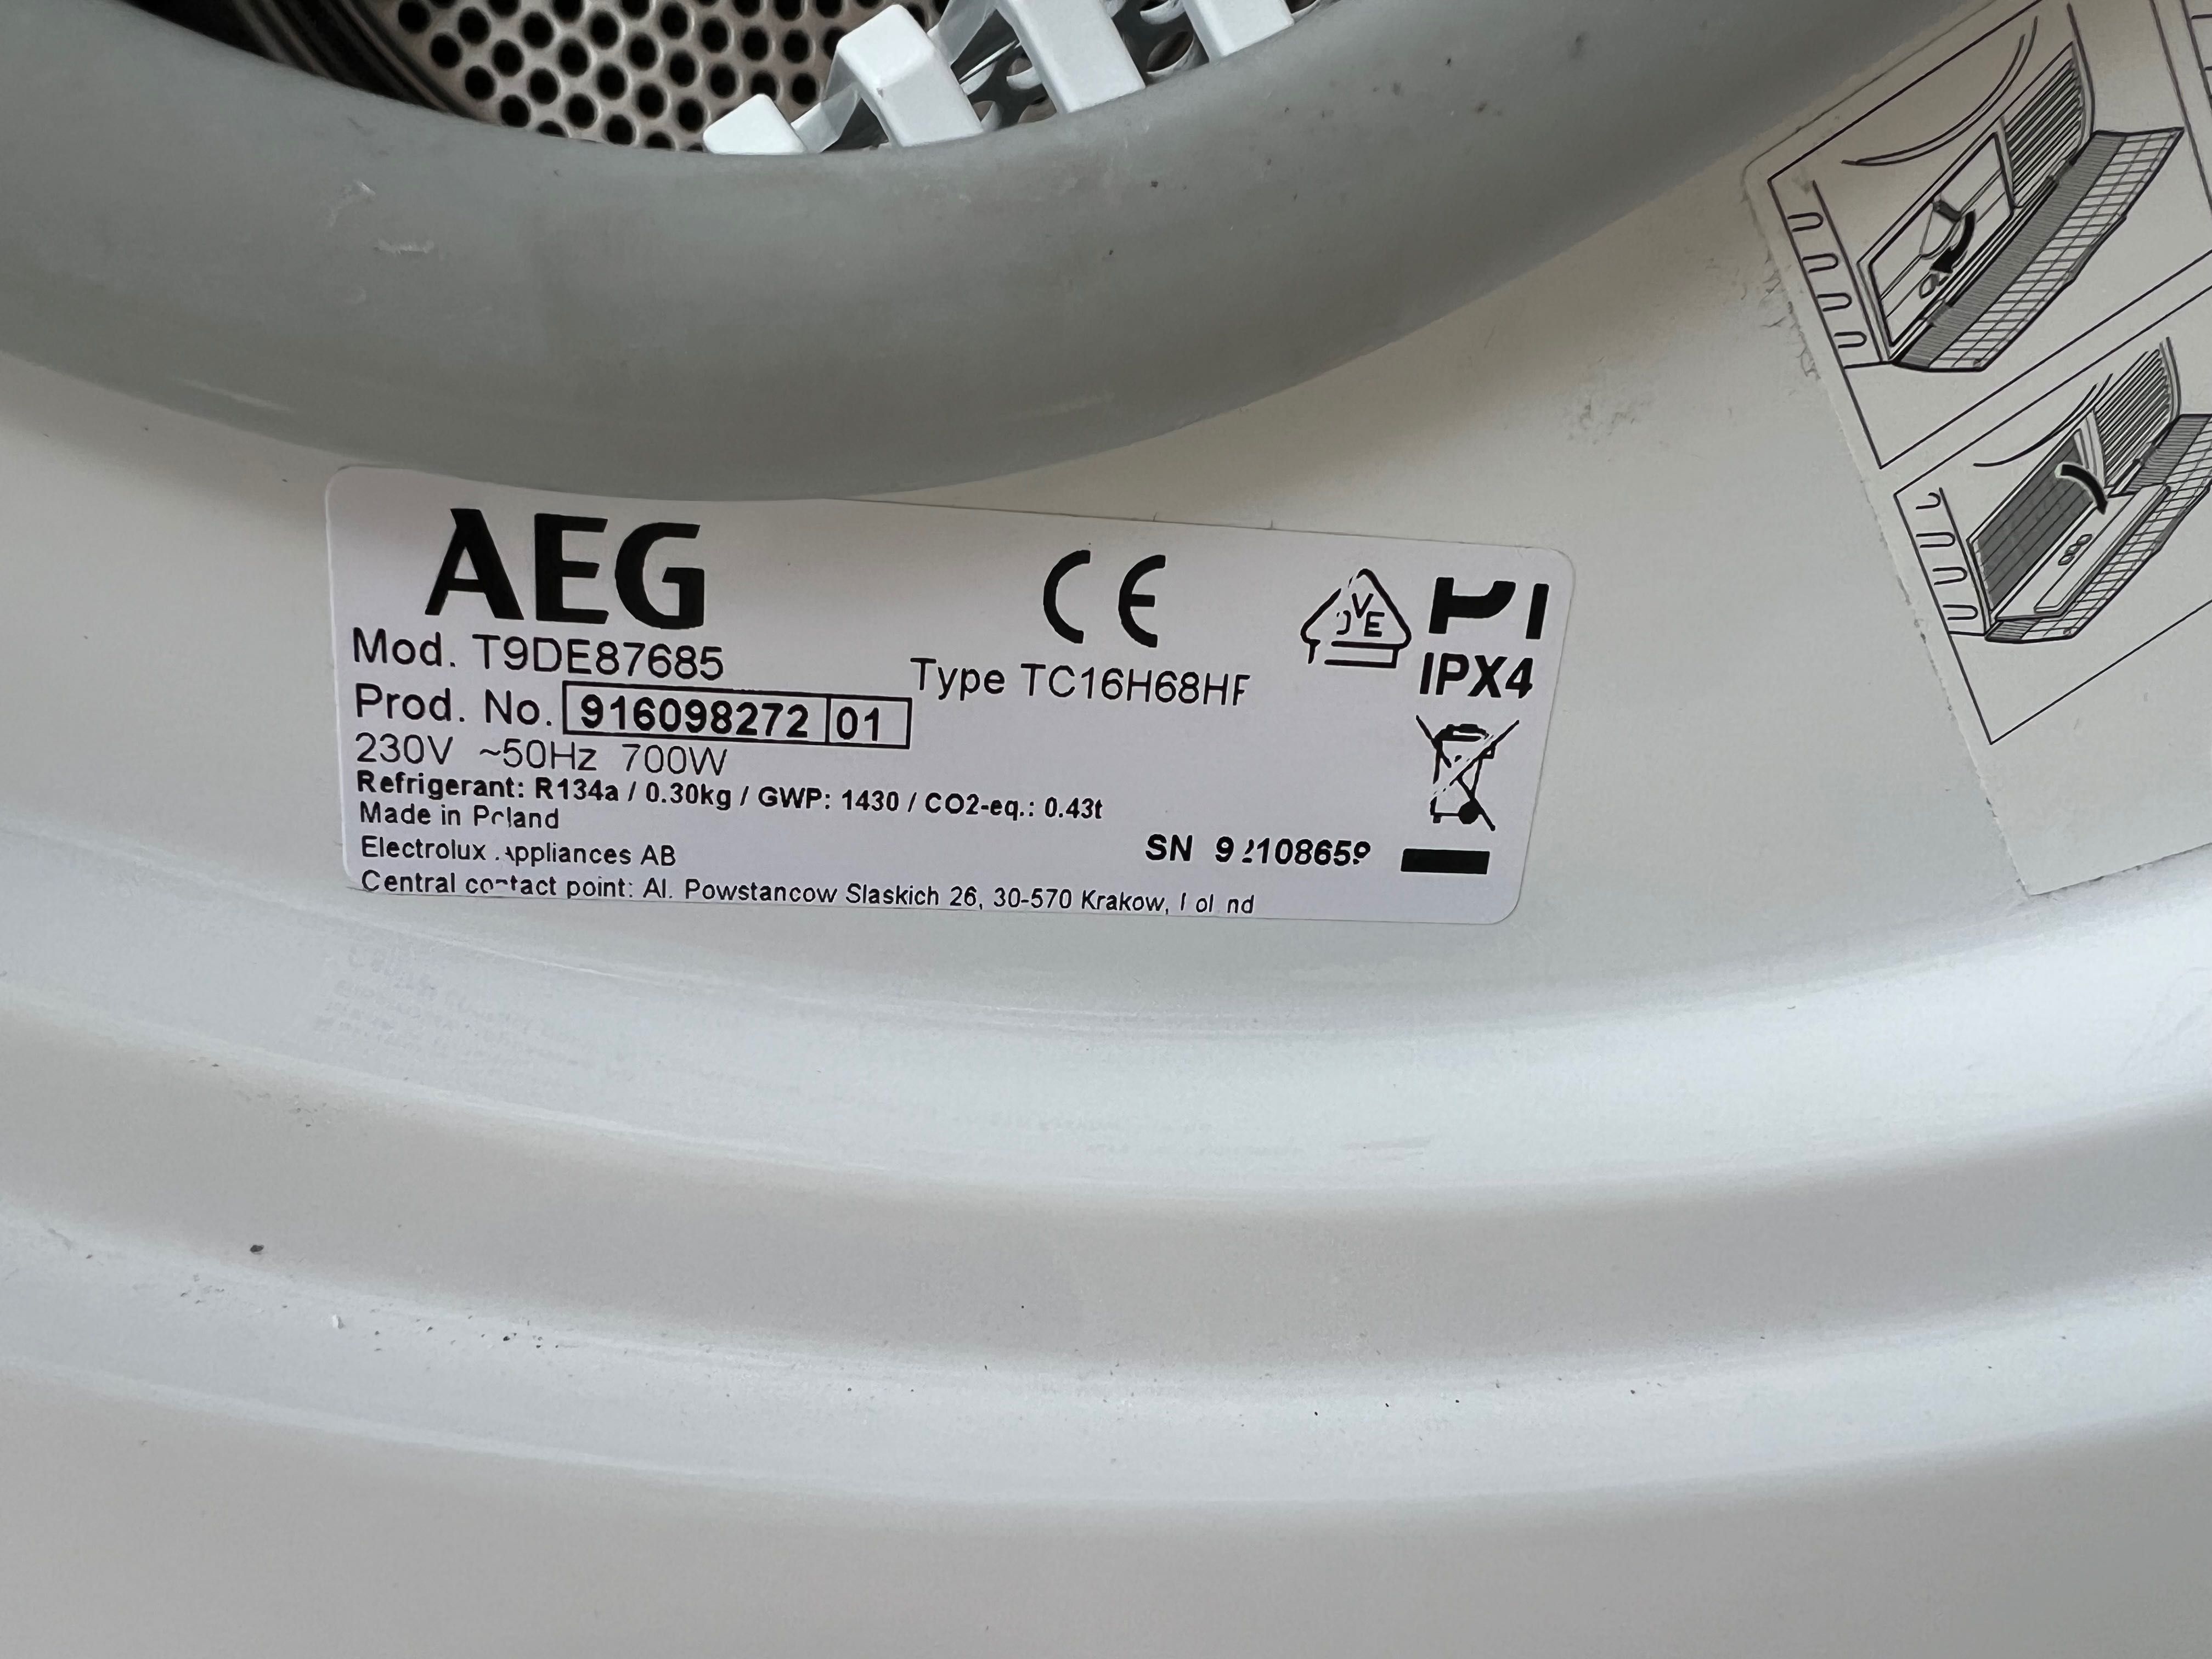 AEG
CE
Mod. T9DE87685
Type TC16H68HF
IPX4
Prod. No. 916098272 01
230V ~50Hz 700W
Refrigerant: R134a / 0.30kg / GWP: 1430 / CO2-eq.: 0.43t
Made in Poland
Electrolux Appliances AB
SN
Central contact point: Al. Powstancow Slaskich 26, 30-570 Krakow, Poland